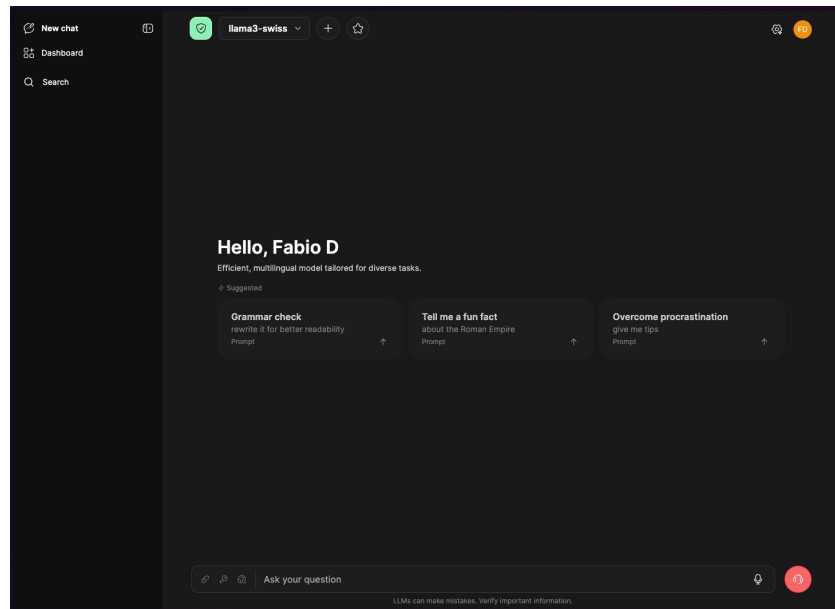 New chat
Dashboard
Search
llama3-swiss
FD
Hello, Fabio D
Efficient, multilingual model tailored for diverse tasks.
Suggested
Grammar check
rewrite it for better readability
Prompt
Tell me a fun fact
about the Roman Empire
Prompt
Overcome procrastination
give me tips
Prompt
Ask your question
LLMs can make mistakes. Verify important information.